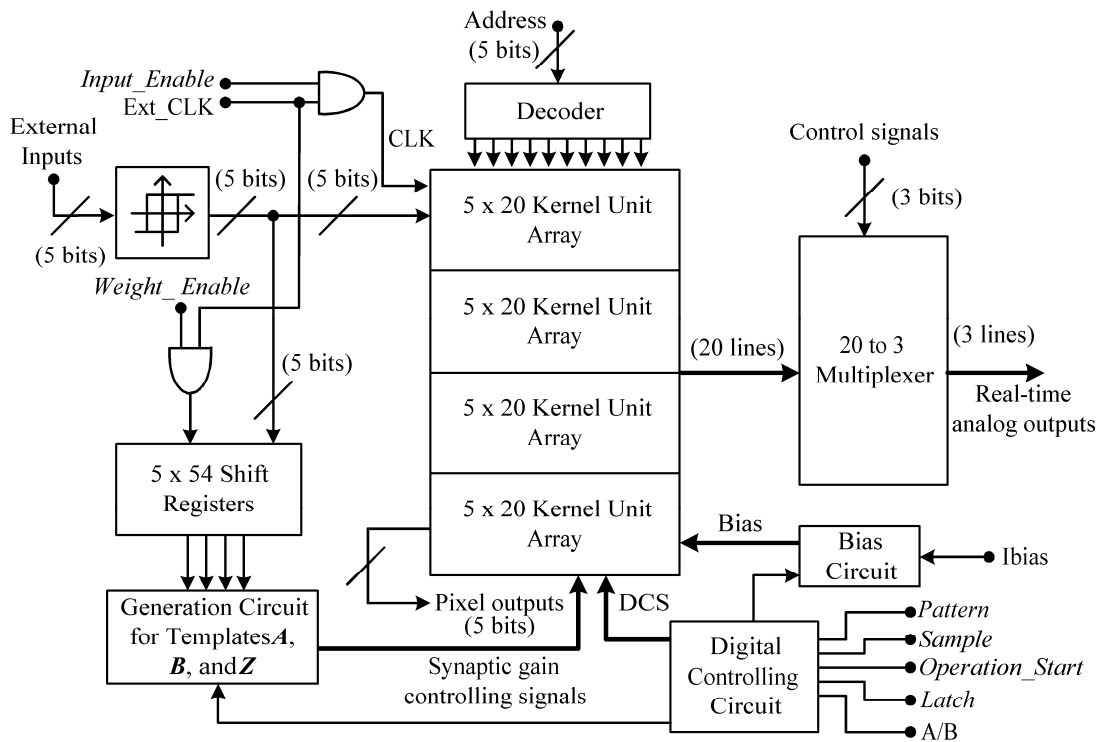 Address
(5 bits)
Input_Enable
Ext_CLK
Decoder
External
Inputs
CLK
Control signals
(5 bits)
(5 bits)
5 x 20 Kernel Unit
Array
(3 bits)
(5 bits)
Weight_ Enable
5 x 20 Kernel Unit
Array
(20 lines)
20 to 3
Multiplexer
(3 lines)
(5 bits)
Real-time
analog outputs
5 x 20 Kernel Unit
Array
5 x 54 Shift
Registers
5 x 20 Kernel Unit
Array
Bias
Bias
Circuit
Ibias
Generation Circuit
for Templates A,
B, and Z
Pixel outputs
(5 bits)
DCS
Synaptic gain
controlling signals
Digital
Controlling
Circuit
Pattern
Sample
Operation_Start
Latch
A/B